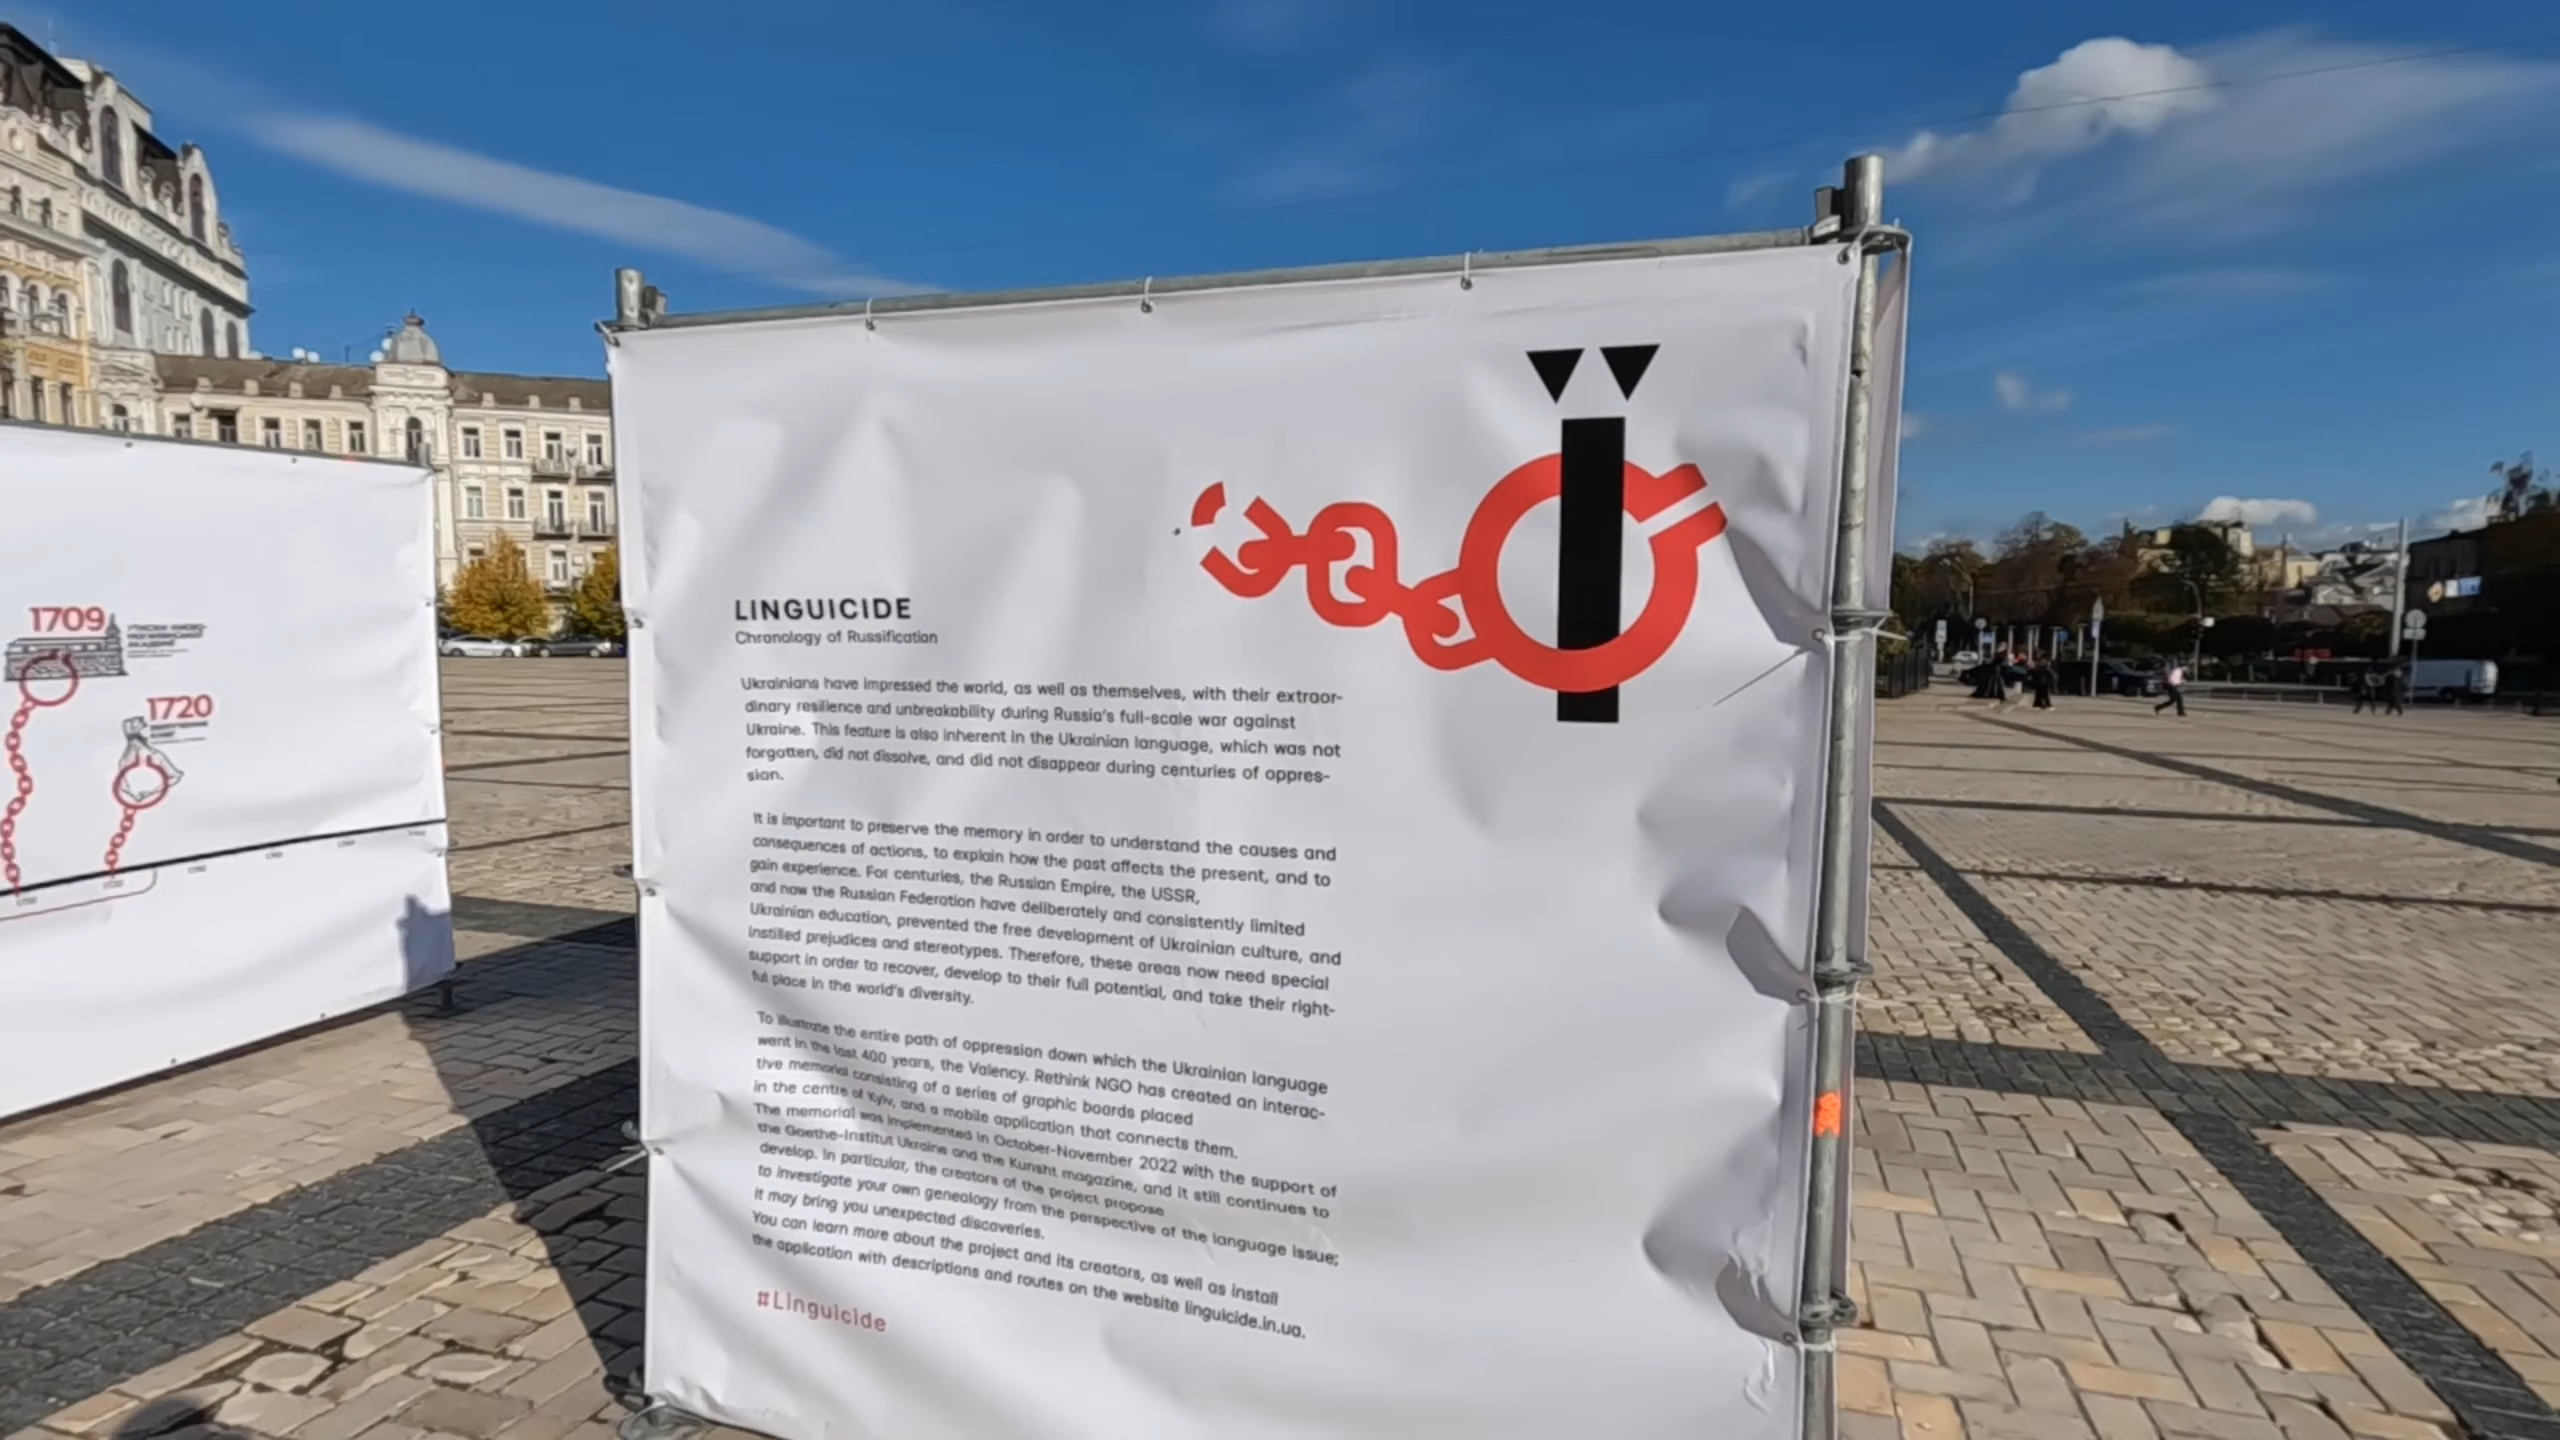 1709
УТИСКИ КИЄВО-
МОГИЛЯНСЬКОЇ
АКАДЕМІЇ
1720
1700
1720
Ї
LINGUICIDE
Chronology of Russification
Ukrainians have impressed the world, as well as themselves, with their extraor-
dinary resilience and unbreakability during Russia's full-scale war against
Ukraine. This feature is also inherent in the Ukrainian language, which was not
forgotten, did not dissolve, and did not disappear during centuries of oppres-
sion.
It is important to preserve the memory in order to understand the causes and
consequences of actions, to explain how the past affects the present, and to
gain experience. For centuries, the Russian Empire, the USSR,
and now the Russian Federation have deliberately and consistently limited
Ukrainian education, prevented the free development of Ukrainian culture, and
instilled prejudices and stereotypes. Therefore, these areas now need special
support in order to recover, develop to their full potential, and take their right-
ful place in the world's diversity.
To illustrate the entire path of oppression down which the Ukrainian language
went in the last 400 years, the Valency. Rethink NGO has created an interac-
tive memorial consisting of a series of graphic boards placed
in the centre of Kyiv, and a mobile application that connects them.
The memorial was implemented in October-November 2022 with the support of
the Goethe-Institut Ukraine and the Kunsht magazine, and it still continues to
develop. In particular, the creators of the project propose
to investigate your own genealogy from the perspective of the language issue;
it may bring you unexpected discoveries.
You can learn more about the project and its creators, as well as install
the application with descriptions and routes on the website linguicide.in.ua.
#Linguicide